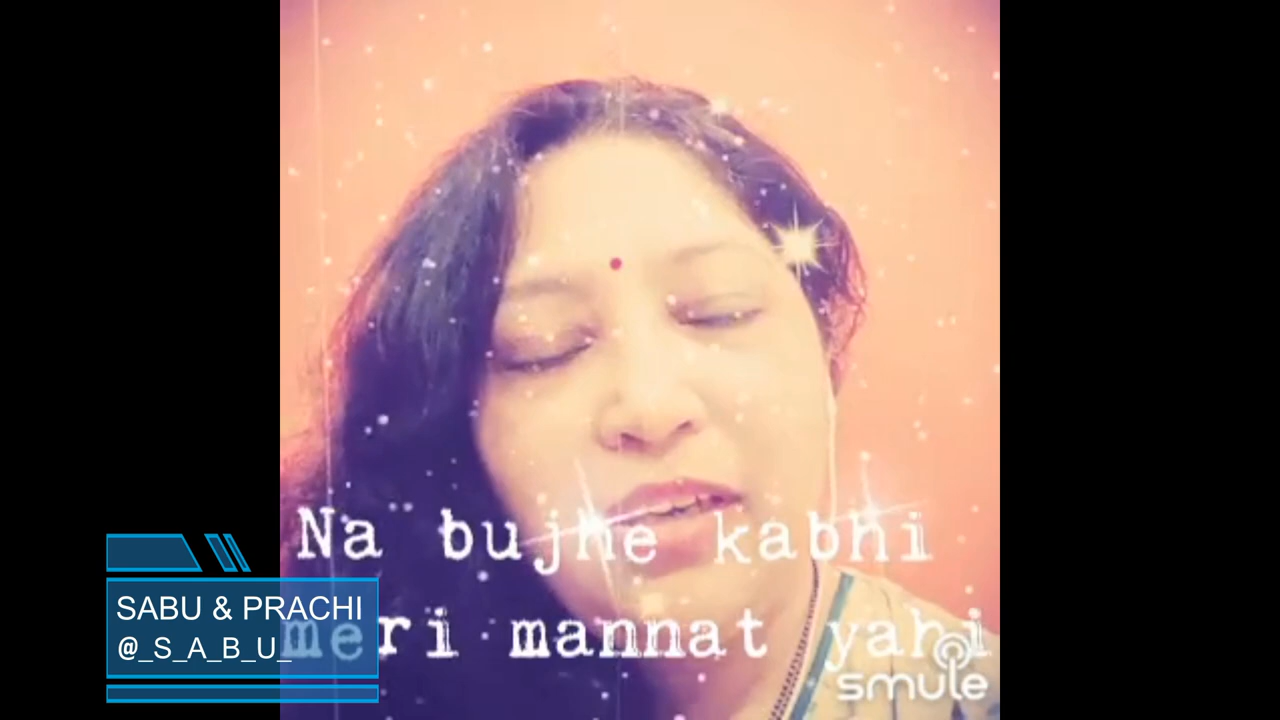 Na bujhe kabhi
meri mannat yahi
SABU & PRACHI
@_S_A_B_U_
smule